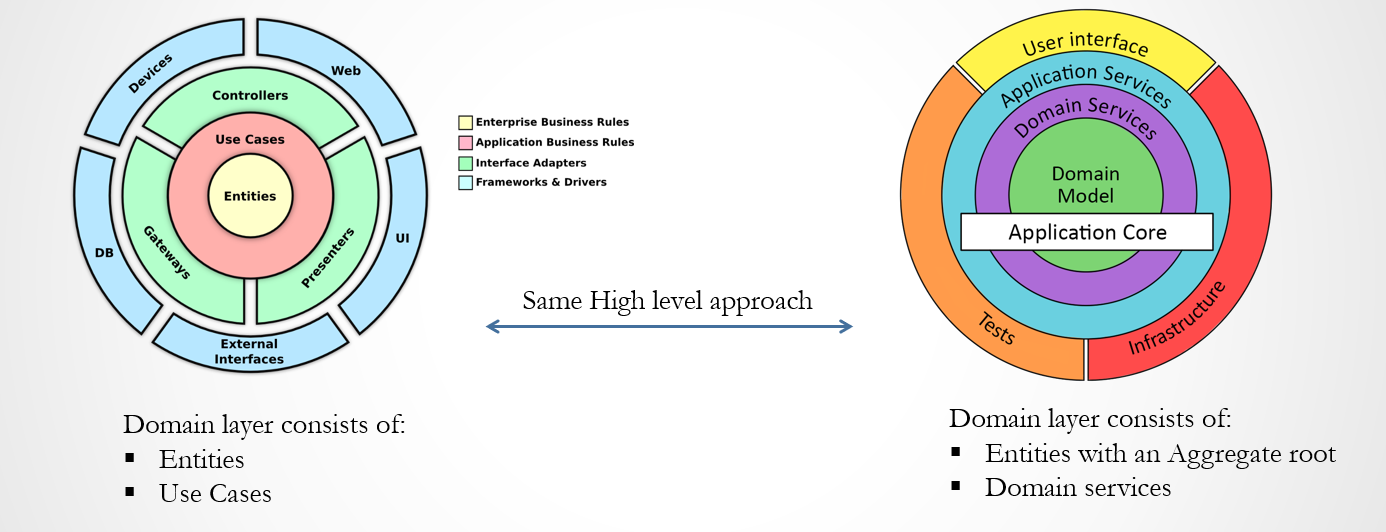 Devices
Web
Controllers
Use Cases
Entities
DB
Gateways
Presenters
UI
External
Interfaces
Enterprise Business Rules
Application Business Rules
Interface Adapters
Frameworks & Drivers
Same High level approach
User interface
Application Services
Domain Services
Domain
Model
Application Core
Tests
Infrastructure
Domain layer consists of:
▪ Entities
▪ Use Cases
Domain layer consists of:
▪ Entities with an Aggregate root
▪ Domain services